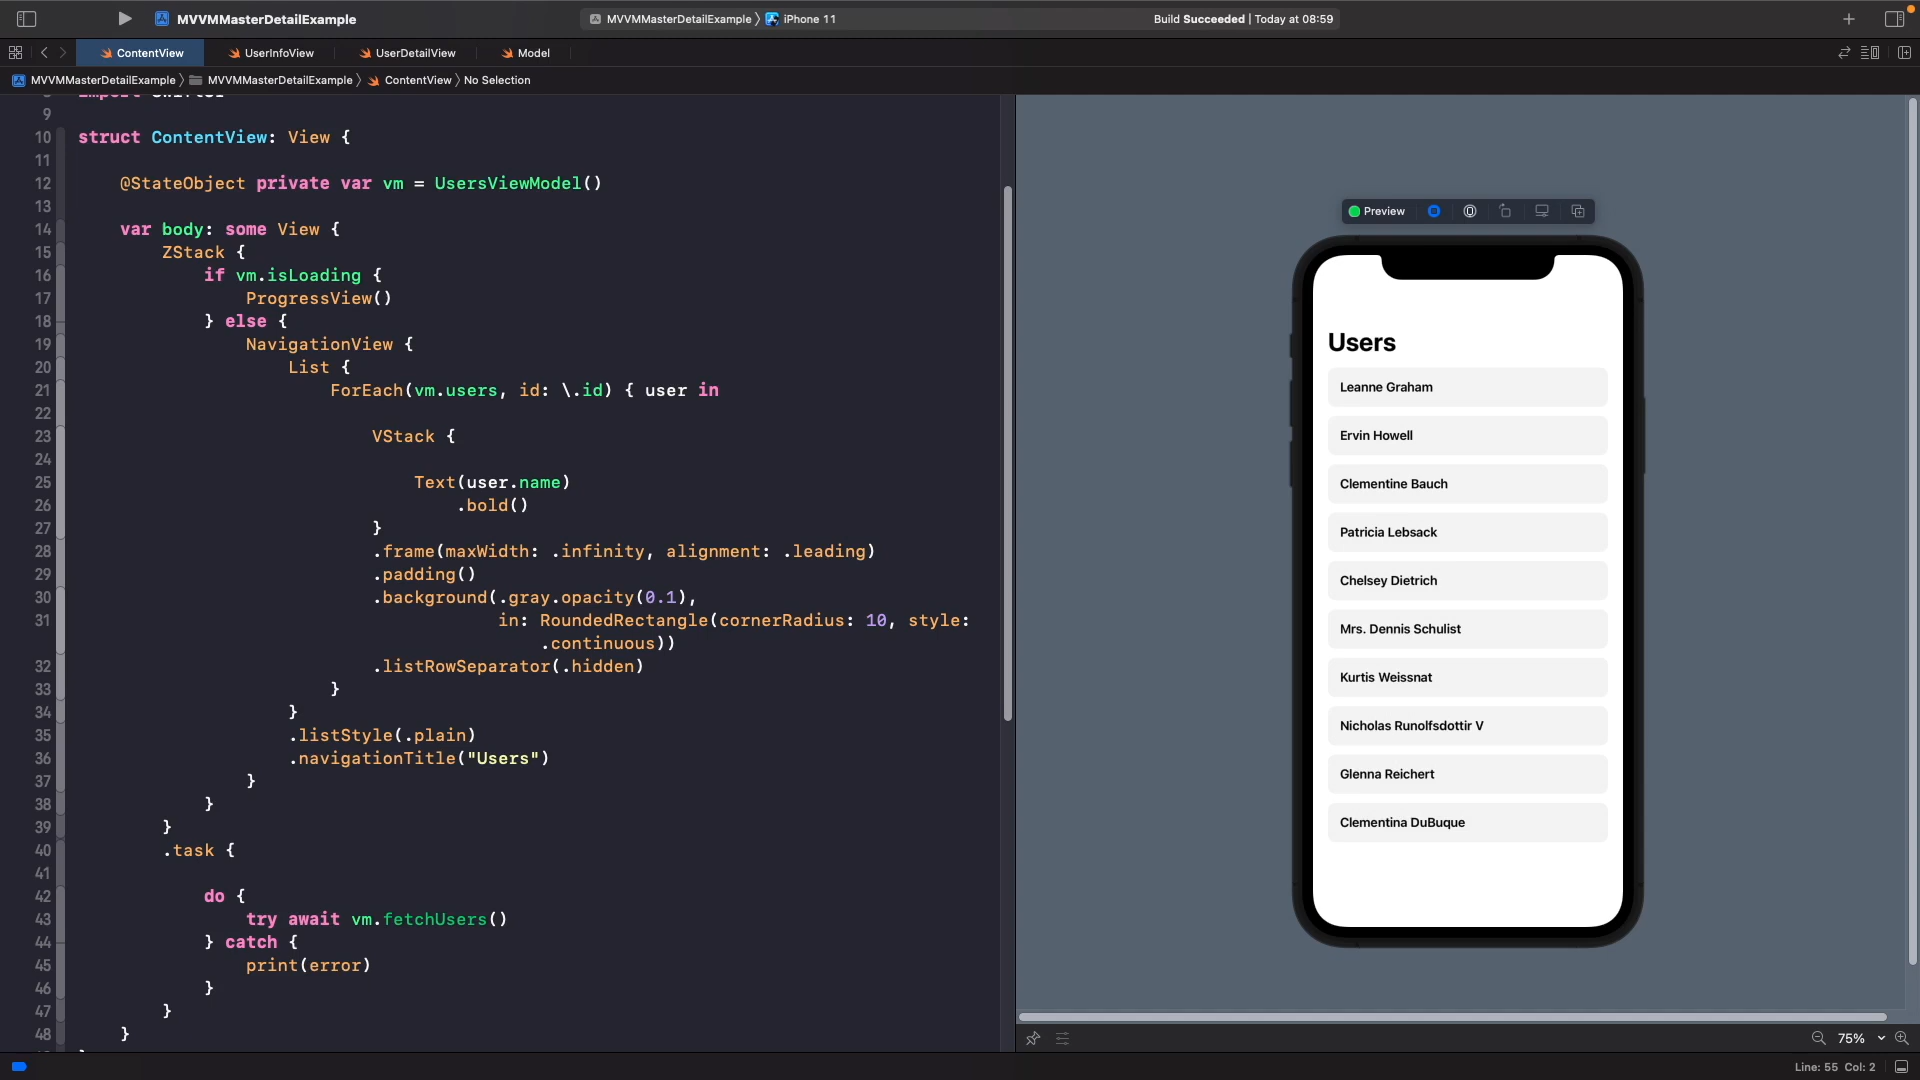 MVVMMasterDetailExample
MVVMMasterDetailExample 〉 iPhone 11
Build Succeeded | Today at 08:59
ContentView
UserInfoView
UserDetailView
Model
MVVMMasterDetailExample 〉 MVVMMasterDetailExample 〉 ContentView 〉 No Selection
9
10 struct ContentView: View {
11
12 @StateObject private var vm = UsersViewModel()
13
14 var body: some View {
15 ZStack {
16 if vm.isLoading {
17 ProgressView()
18 } else {
19 NavigationView {
20 List {
21 ForEach(vm.users, id: \.id) { user in
22
23 VStack {
24
25 Text(user.name)
26 .bold()
27 }
28 .frame(maxWidth: .infinity, alignment: .leading)
29 .padding()
30 .background(.gray.opacity(0.1),
31 in: RoundedRectangle(cornerRadius: 10, style:
.continuous))
32 .listRowSeparator(.hidden)
33 }
34 }
35 .listStyle(.plain)
36 .navigationTitle("Users")
37 }
38 }
39 }
40 .task {
41
42 do {
43 try await vm.fetchUsers()
44 } catch {
45 print(error)
46 }
47 }
48 }
Preview
Users
Leanne Graham
Ervin Howell
Clementine Bauch
Patricia Lebsack
Chelsey Dietrich
Mrs. Dennis Schulist
Kurtis Weissnat
Nicholas Runolfsdottir V
Glenna Reichert
Clementina DuBuque
75%
Line: 55 Col: 2